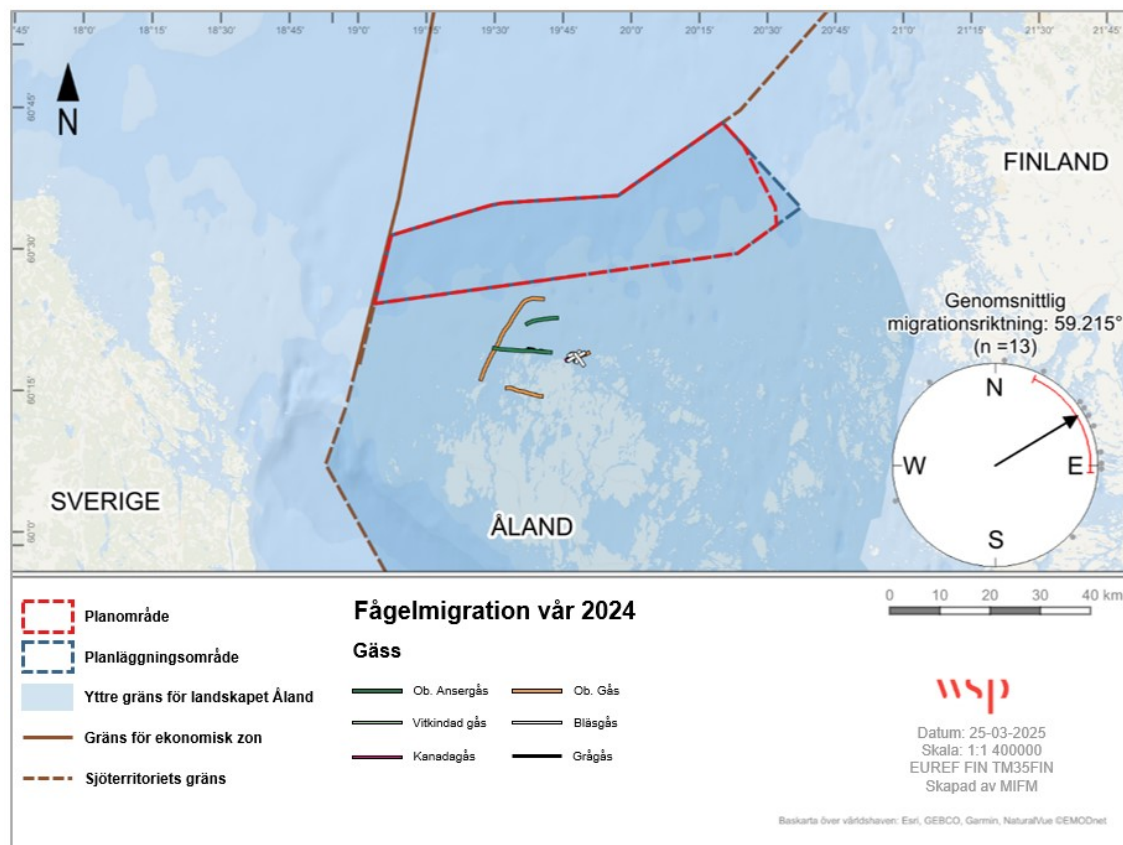 °45' 18°0' 18°15' 18°30' 18°45' 19°0' 19°15' 19°30' 19°45' 20°0' 20°15' 20°30' 20°45' 21°0' 21°15' 21°30' 21°45'
60°45'
N
FINLAND
60°30'
Genomsnittlig
migrationsriktning: 59.215°
(n =13)
60°15'
N
W
E
S
SVERIGE
ÅLAND
60°0'
Planområde
Planläggningsområde
Yttre gräns för landskapet Åland
Gräns för ekonomisk zon
Sjöterritoriets gräns
Fågelmigration vår 2024
Gäss
Ob. Ansergås
Ob. Gås
Vitkindad gås
Bläsgås
Kanadagås
Grågås
0 10 20 30 40 km
wsp
Datum: 25-03-2025
Skala: 1:1 400000
EUREF FIN TM35FIN
Skapad av MIFM
Baskarta över världshaven: Esri, GEBCO, Garmin, NaturalVue ©EMODnet